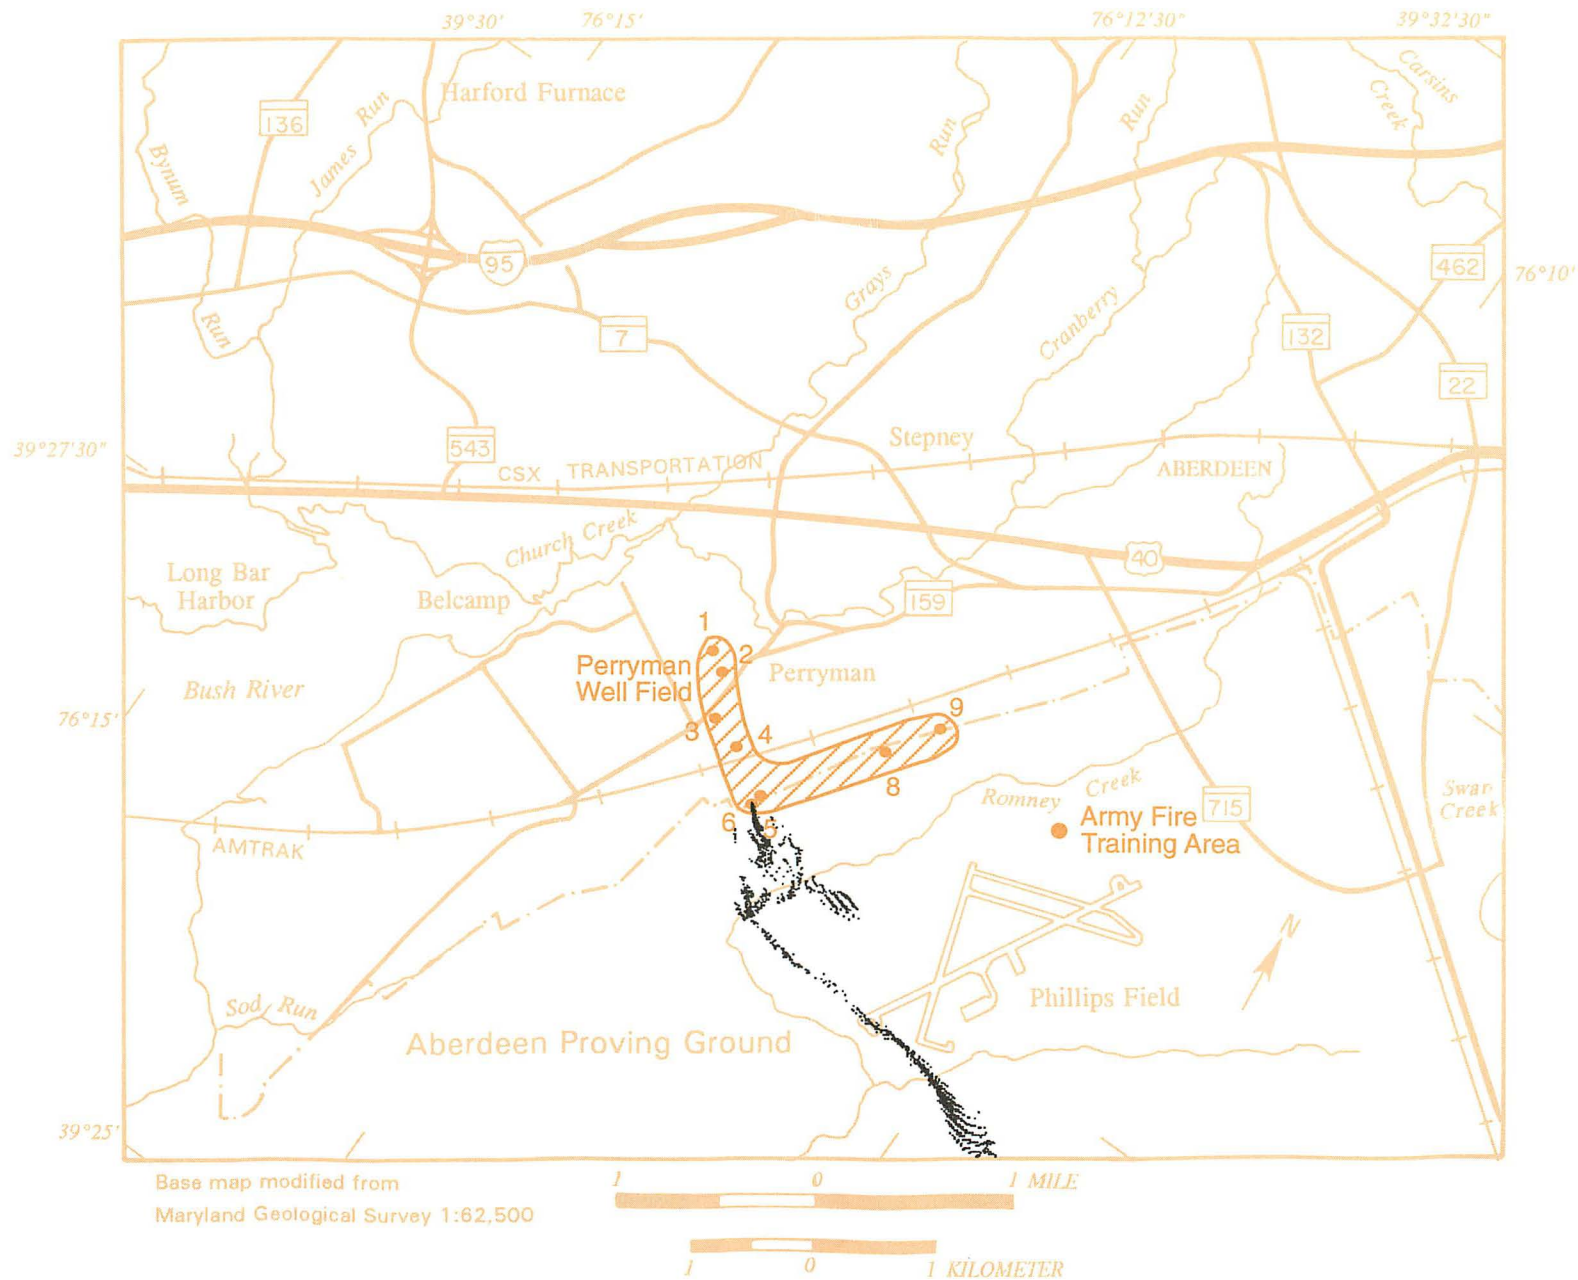 39°30'
76°15'
76°12'30"
39°32'30"
Harford Furnace
Carsins
Creek
136
James Run
Run
Run
Bynum
95
462
76°10'
Grays
Cranberry
Run
7
132
22
39°27'30"
543
Stepney
CSX TRANSPORTATION
ABERDEEN
Church Creek
40
Long Bar
Harbor
Belcamp
159
1
2
Perryman
Well Field
Perryman
Bush River
76°15'
3
4
9
8
Romney Creek
715
Swan
Creek
6
5
Army Fire
Training Area
AMTRAK
N
Sod Run
Phillips Field
Aberdeen Proving Ground
39°25'
Base map modified from
Maryland Geological Survey 1:62,500
1 0 1 MILE
1 0 1 KILOMETER